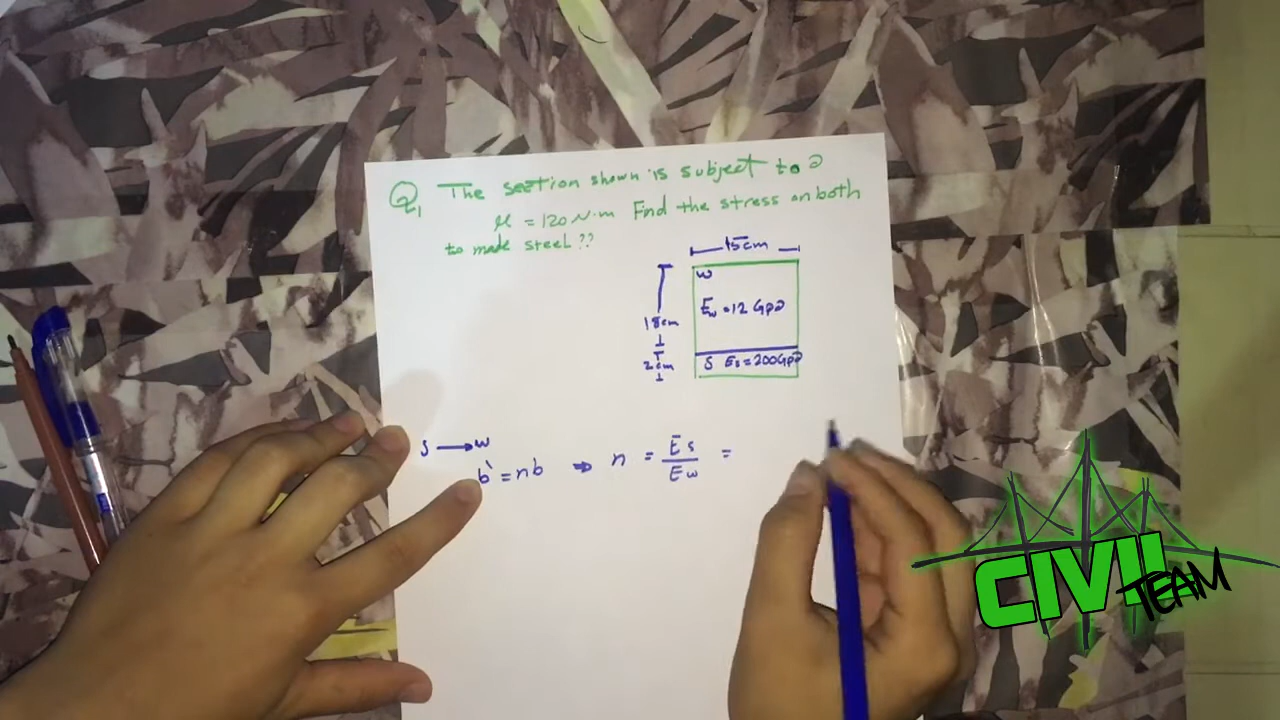 Q1 The section shown is subject to a
M = 120 N.m Find the stress on both
to made steel ??
15cm
w
Ew = 12 Gpa
18cm
2cm
S Es = 200Gpa
s → w
b' = nb ⇒ n = Es/Ew =
CIVIL
TEAM